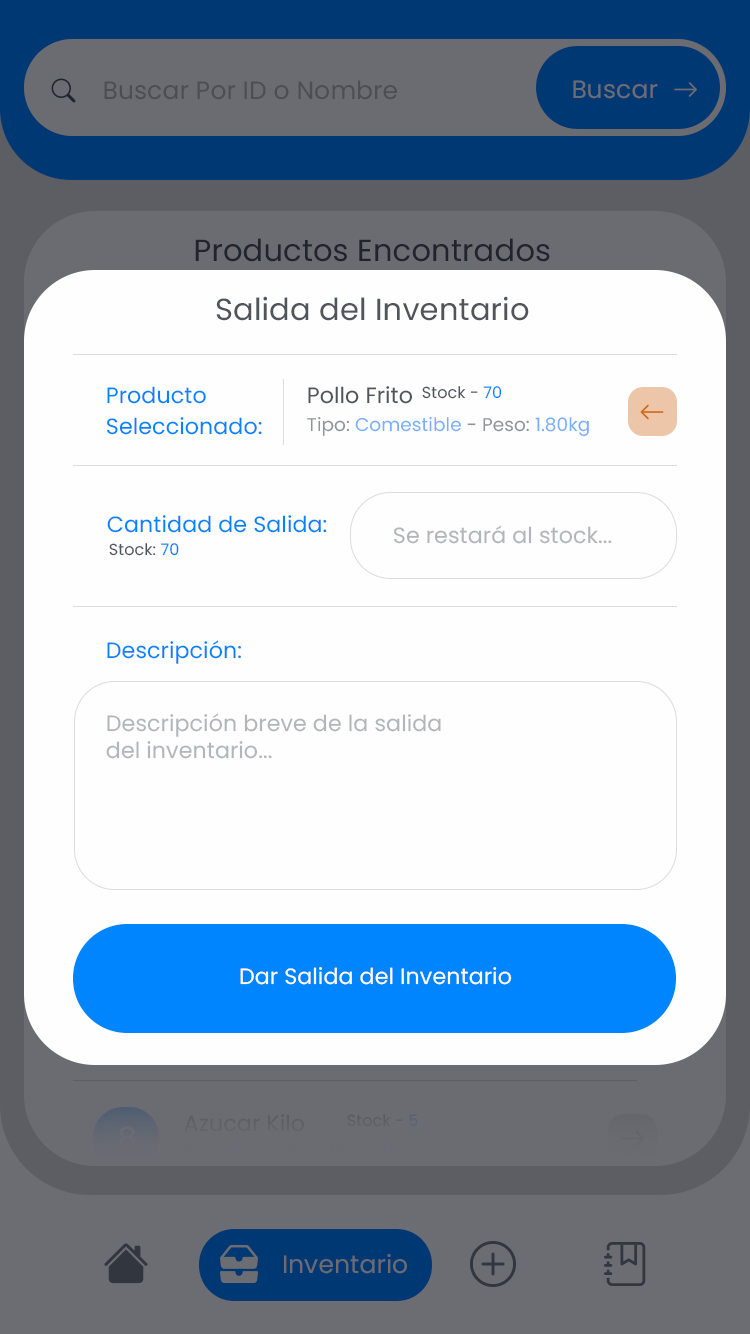 Buscar Por ID o Nombre
Buscar
Productos Encontrados
Salida del Inventario
Producto
Seleccionado:
Pollo Frito Stock - 70
Tipo: Comestible - Peso: 1.80kg
Cantidad de Salida:
Stock: 70
Se restará al stock...
Descripción:
Descripción breve de la salida
del inventario...
Dar Salida del Inventario
Azucar Kilo Stock - 5
Inventario